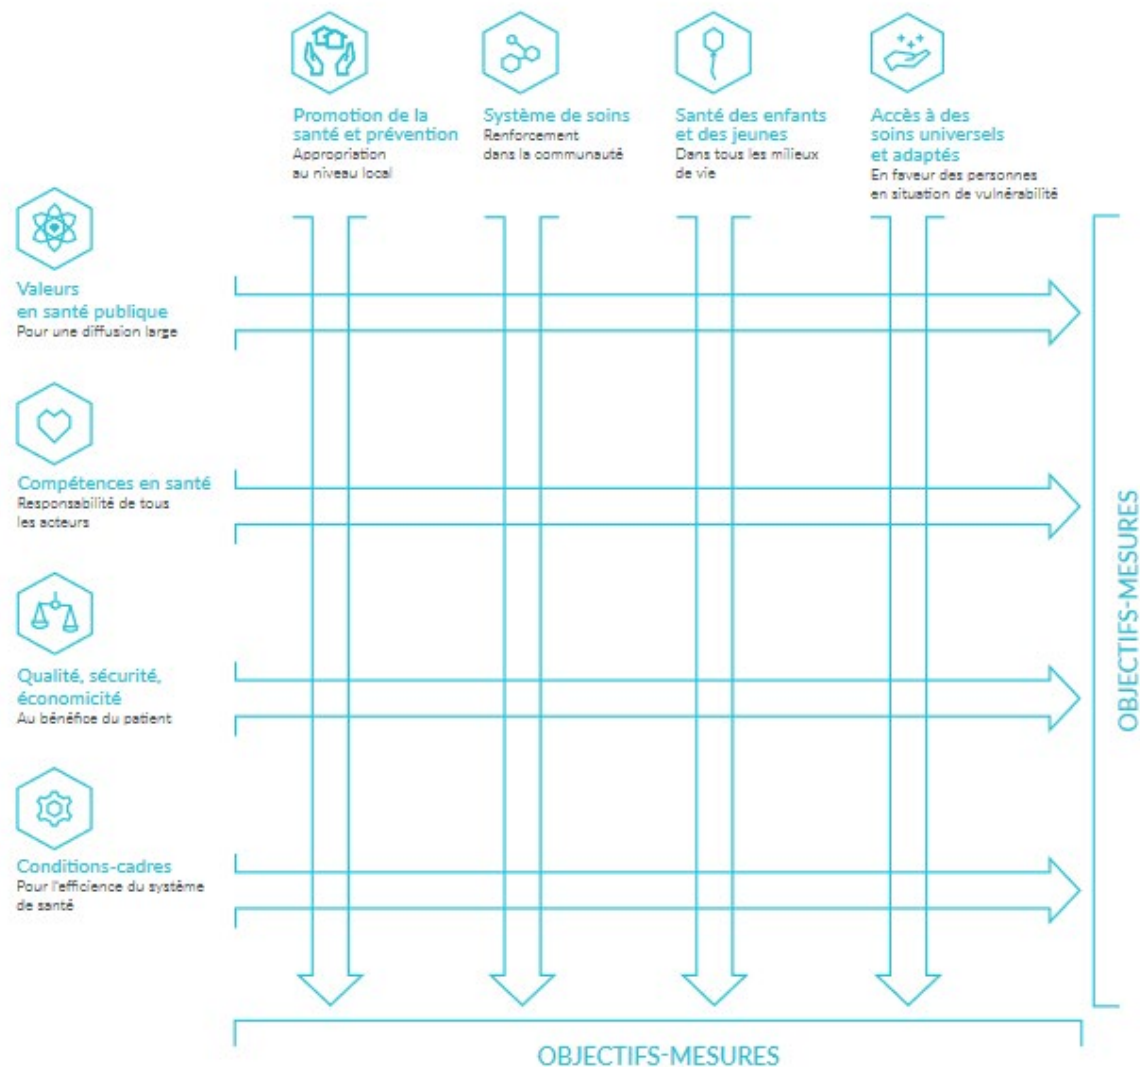 Promotion de la
santé et prévention
Appropriation
au niveau local
Système de soins
Renforcement
dans la communauté
Santé des enfants
et des jeunes
Dans tous les milieux
de vie
Accès à des
soins universels
et adaptés
En faveur des personnes
en situation de vulnérabilité
Valeurs
en santé publique
Pour une diffusion large
Compétences en santé
Responsabilité de tous
les acteurs
Qualité, sécurité,
économicité
Au bénéfice du patient
Conditions-cadres
Pour l'efficience du système
de santé
OBJECTIFS-MESURES
OBJECTIFS-MESURES